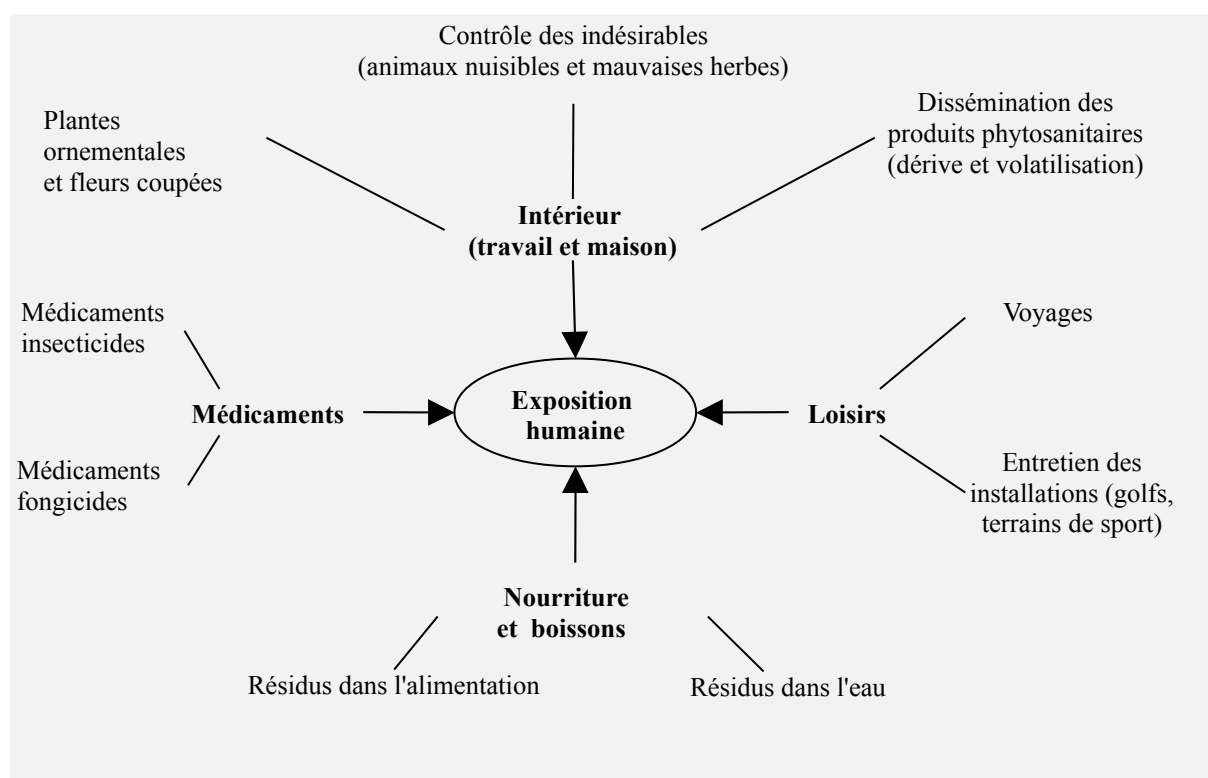 Contrôle des indésirables
(animaux nuisibles et mauvaises herbes)
Plantes
ornementales
et fleurs coupées
Dissémination des
produits phytosanitaires
(dérive et volatilisation)
Intérieur
(travail et maison)
Médicaments
insecticides
Voyages
Médicaments
Exposition
humaine
Loisirs
Médicaments
fongicides
Entretien des
installations (golfs,
terrains de sport)
Nourriture
et boissons
Résidus dans l'alimentation
Résidus dans l'eau